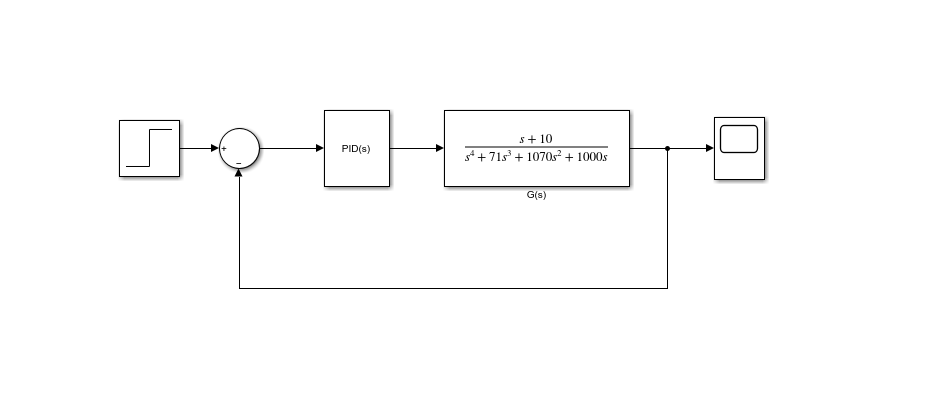 +
−
PID(s)
s + 10
s⁴ + 71s³ + 1070s² + 1000s
G(s)